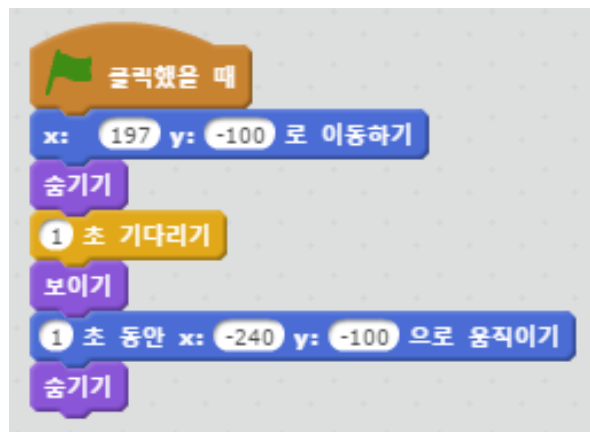 클릭했을 때
x: 197 y: -100 로 이동하기
숨기기
1 초 기다리기
보이기
1 초 동안 x: -240 y: -100 으로 움직이기
숨기기